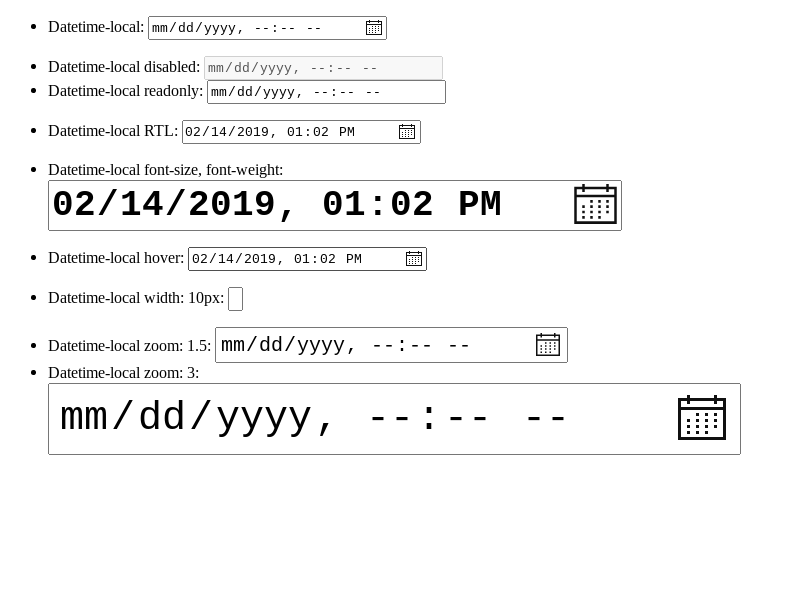 Datetime-local: mm/dd/yyyy, --:-- --
Datetime-local disabled: mm/dd/yyyy, --:-- --
Datetime-local readonly: mm/dd/yyyy, --:-- --
Datetime-local RTL: 02/14/2019, 01:02 PM
Datetime-local font-size, font-weight:
02/14/2019, 01:02 PM
Datetime-local hover: 02/14/2019, 01:02 PM
Datetime-local width: 10px:
Datetime-local zoom: 1.5: mm/dd/yyyy, --:-- --
Datetime-local zoom: 3:
mm/dd/yyyy, --:-- --